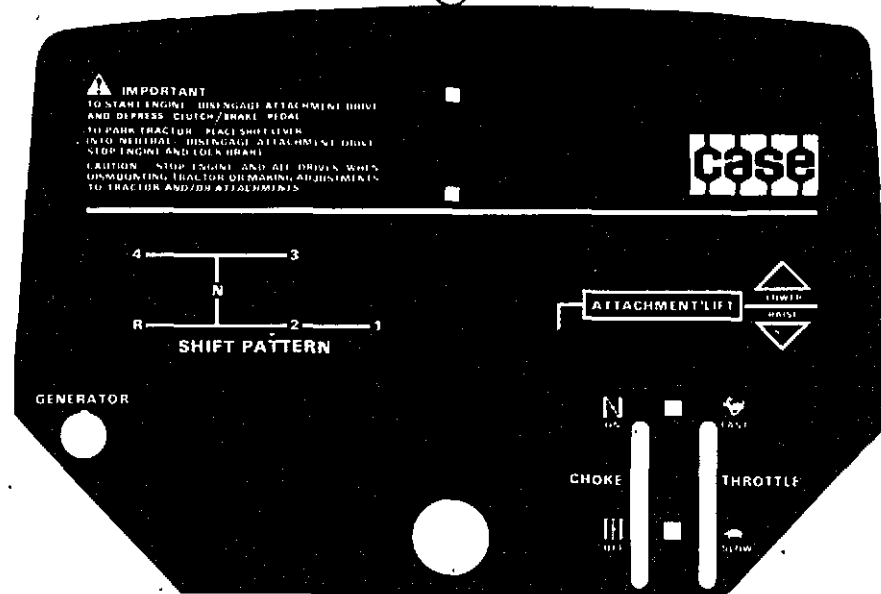 IMPORTANT
TO START ENGINE DISENGAGE ATTACHMENT DRIVE
AND DEPRESS CLUTCH/BRAKE PEDAL
TO PARK TRACTOR PLACE SHIFT LEVER
INTO NEUTRAL DISENGAGE ATTACHMENT DRIVE
STOP ENGINE AND LOCK BRAKE
CAUTION STOP ENGINE AND ALL DRIVES WHEN
DISMOUNTING TRACTOR OR MAKING ADJUSTMENTS
TO TRACTOR AND/OR ATTACHMENTS
case
4 3
N
R 2 1
SHIFT PATTERN
ATTACHMENT LIFT
LOWER
RAISE
GENERATOR
ON
FAST
CHOKE
THROTTLE
OFF
SLOW